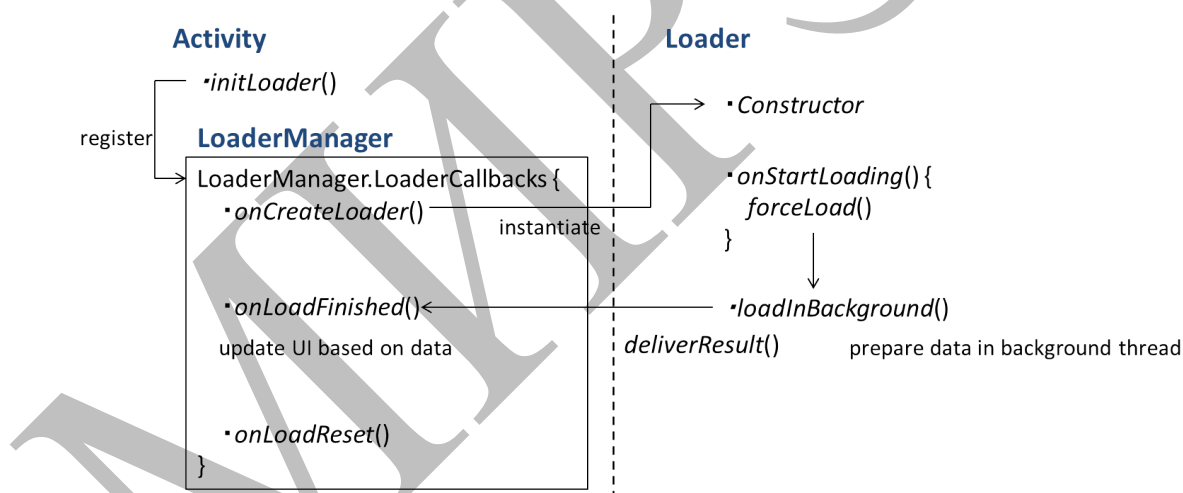 Activity
Loader
▪initLoader()
▪Constructor
register
LoaderManager
LoaderManager.LoaderCallbacks {
▪onStartLoading() {
▪onCreateLoader()
forceLoad()
instantiate
}
▪onLoadFinished()
▪loadInBackground()
update UI based on data
deliverResult()
prepare data in background thread
▪onLoadReset()
}